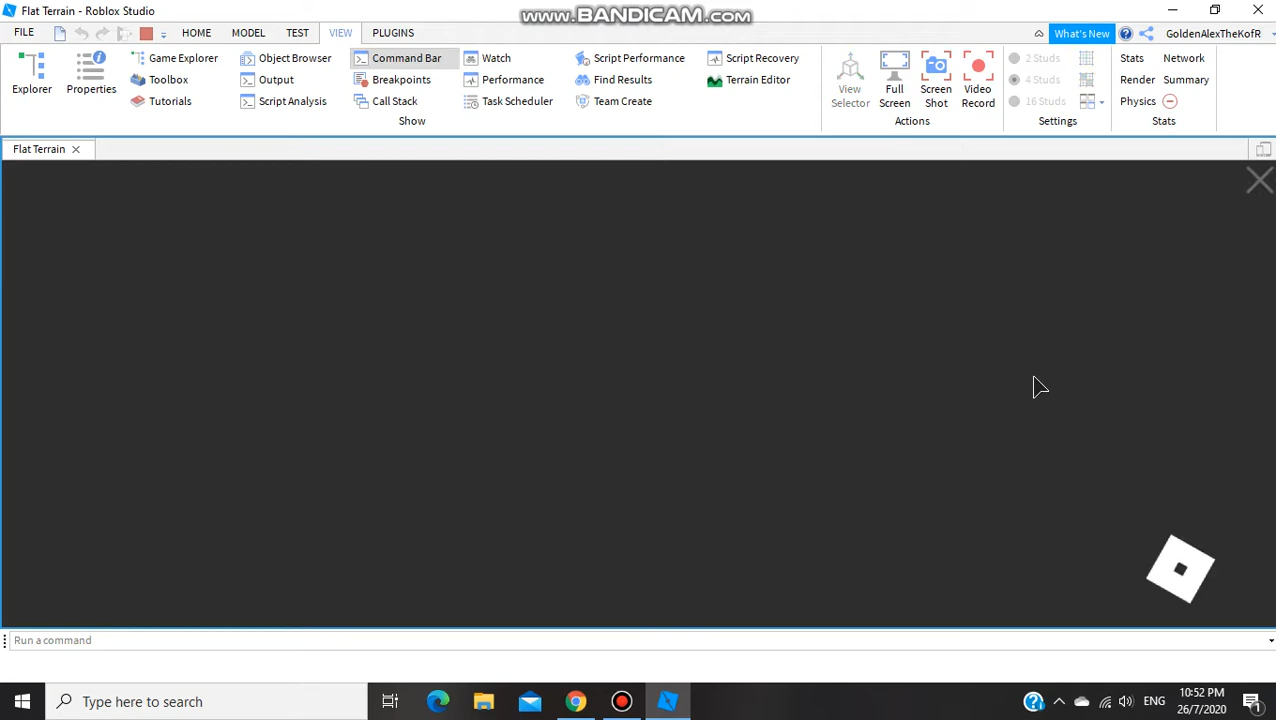 Flat Terrain - Roblox Studio
www.BANDICAM.com
FILE HOME MODEL TEST VIEW PLUGINS What's New GoldenAlexTheKofR
Explorer
Properties
Game Explorer
Toolbox
Tutorials
Object Browser
Output
Script Analysis
Command Bar
Breakpoints
Call Stack
Watch
Performance
Task Scheduler
Script Performance
Find Results
Team Create
Script Recovery
Terrain Editor
Show
View
Selector
Full
Screen
Screen
Shot
Video
Record
Actions
2 Studs
4 Studs
16 Studs
Settings
Stats Network
Render Summary
Physics
Stats
Flat Terrain
Run a command
Type here to search
ENG
10:52 PM
26/7/2020
1